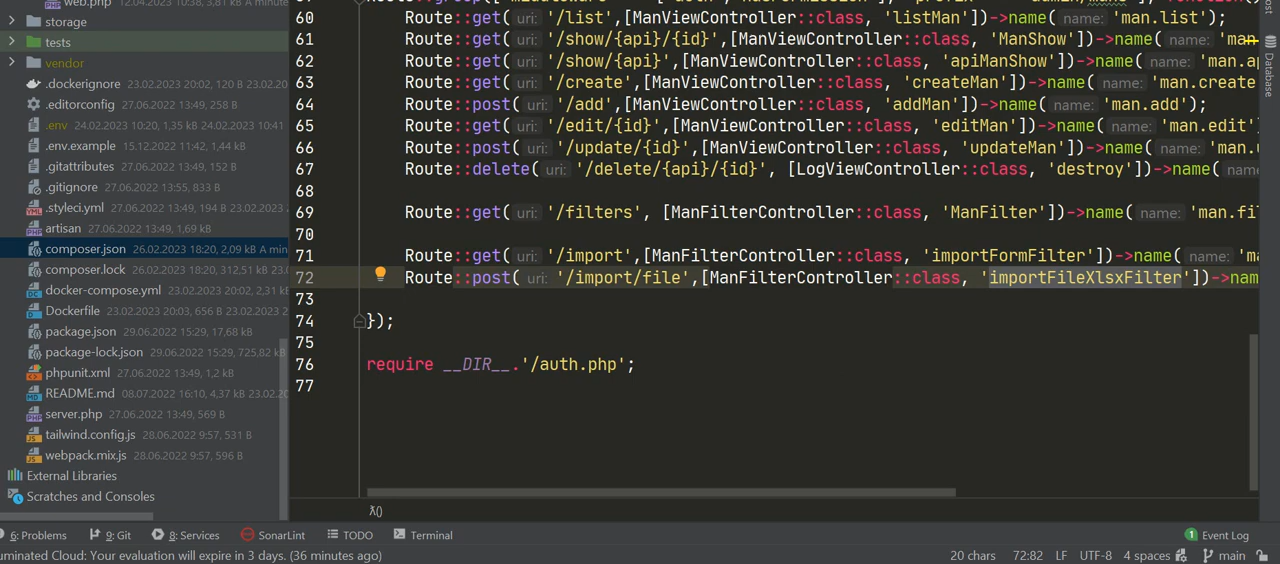 web.php 12.04.2023 10:38, 3,81 kB A minute
storage
tests
vendor
.dockerignore 23.02.2023 20:02, 120 B 23.02.20
.editorconfig 27.06.2022 13:49, 258 B
.env 24.02.2023 10:20, 1,35 kB 24.02.2023 10:41
.env.example 15.12.2022 11:42, 1,44 kB
.gitattributes 27.06.2022 13:49, 152 B
.gitignore 27.06.2022 13:55, 833 B
.styleci.yml 27.06.2022 13:49, 194 B 23.02.2023
artisan 27.06.2022 13:49, 1,69 kB
composer.json 26.02.2023 18:20, 2,09 kB A min
composer.lock 26.02.2023 18:20, 312,51 kB 23.
docker-compose.yml 24.02.2023 20:02, 2,31 k
Dockerfile 23.02.2023 20:03, 656 B 23.02.2023
package.json 29.06.2022 15:29, 17,68 kB
package-lock.json 29.06.2022 15:29, 725,82 kB
phpunit.xml 27.06.2022 13:49, 1,2 kB
README.md 08.07.2022 16:10, 4,37 kB 23.02.20
server.php 27.06.2022 13:49, 569 B
tailwind.config.js 28.06.2022 9:57, 531 B
webpack.mix.js 28.06.2022 9:57, 596 B
External Libraries
Scratches and Consoles
60 Route::get( uri: '/list',[ManViewController::class, 'listMan'])->name('man.list');
61 Route::get( uri: '/show/{api}/{id}',[ManViewController::class, 'ManShow'])->name( name: 'man
62 Route::get( uri: '/show/{api}',[ManViewController::class, 'apiManShow'])->name( name: 'man.a
63 Route::get( uri: '/create',[ManViewController::class, 'createMan'])->name( name: 'man.create
64 Route::post( uri: '/add',[ManViewController::class, 'addMan'])->name( name: 'man.add');
65 Route::get( uri: '/edit/{id}',[ManViewController::class, 'editMan'])->name( name: 'man.edit'
66 Route::post( uri: '/update/{id}',[ManViewController::class, 'updateMan'])->name( name: 'man.u
67 Route::delete( uri: '/delete/{api}/{id}', [LogViewController::class, 'destroy'])->name( name:
68
69 Route::get( uri: '/filters', [ManFilterController::class, 'ManFilter'])->name( name: 'man.fil
70
71 Route::get( uri: '/import',[ManFilterController::class, 'importFormFilter'])->name( name: 'ma
72 Route::post( uri: '/import/file',[ManFilterController::class, 'importFileXlsxFilter'])->name
73
74 });
75
76 require __DIR__.'/auth.php';
77
λ()
Database
6: Problems 9: Git 8: Services SonarLint TODO Terminal 1 Event Log
uminated Cloud: Your evaluation will expire in 3 days. (36 minutes ago) 20 chars 72:82 LF UTF-8 4 spaces main